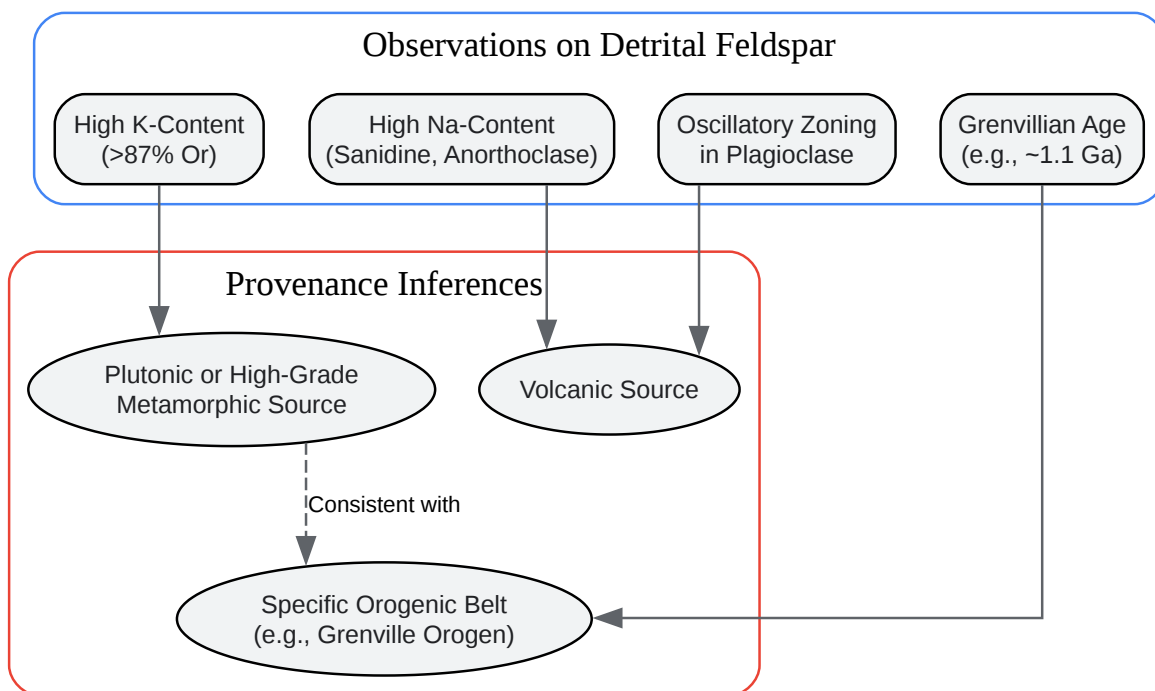 Observations on Detrital Feldspar
High K-Content
(>87% Or)
High Na-Content
(Sanidine, Anorthoclase)
Oscillatory Zoning
in Plagioclase
Grenvillian Age
(e.g., ~1.1 Ga)
Provenance Inferences
Plutonic or High-Grade
Metamorphic Source
Volcanic Source
Consistent with
Specific Orogenic Belt
(e.g., Grenville Orogen)